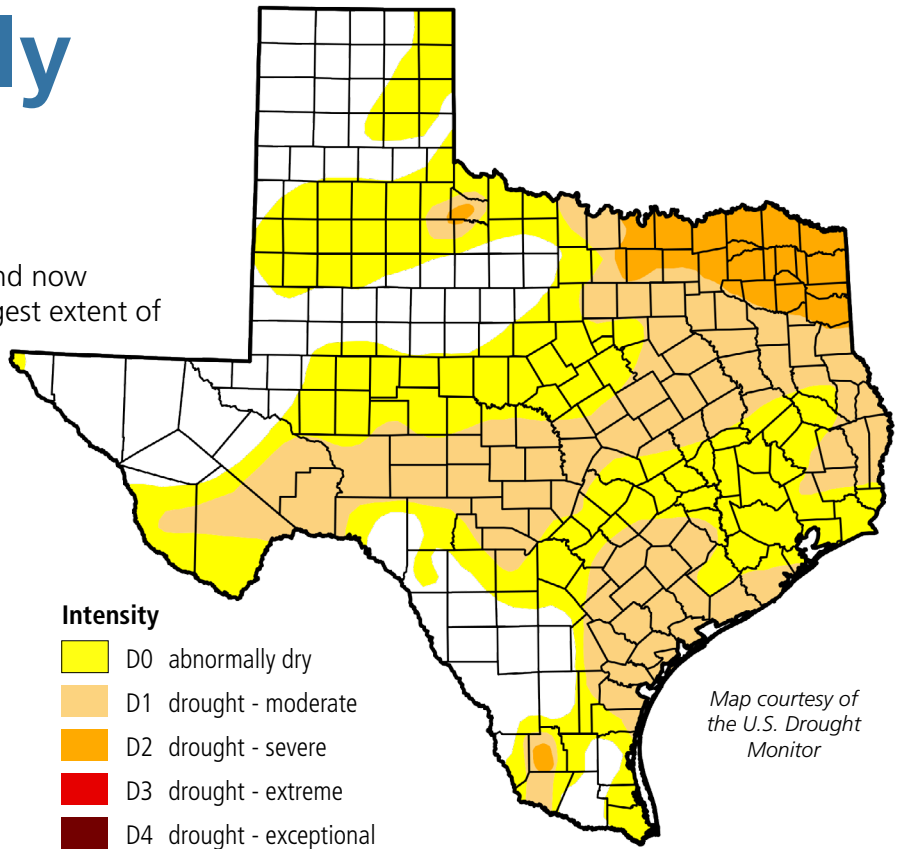 ly
nd now
gest extent of
Intensity
D0 abnormally dry
D1 drought - moderate
D2 drought - severe
D3 drought - extreme
D4 drought - exceptional
Map courtesy of
the U.S. Drought
Monitor